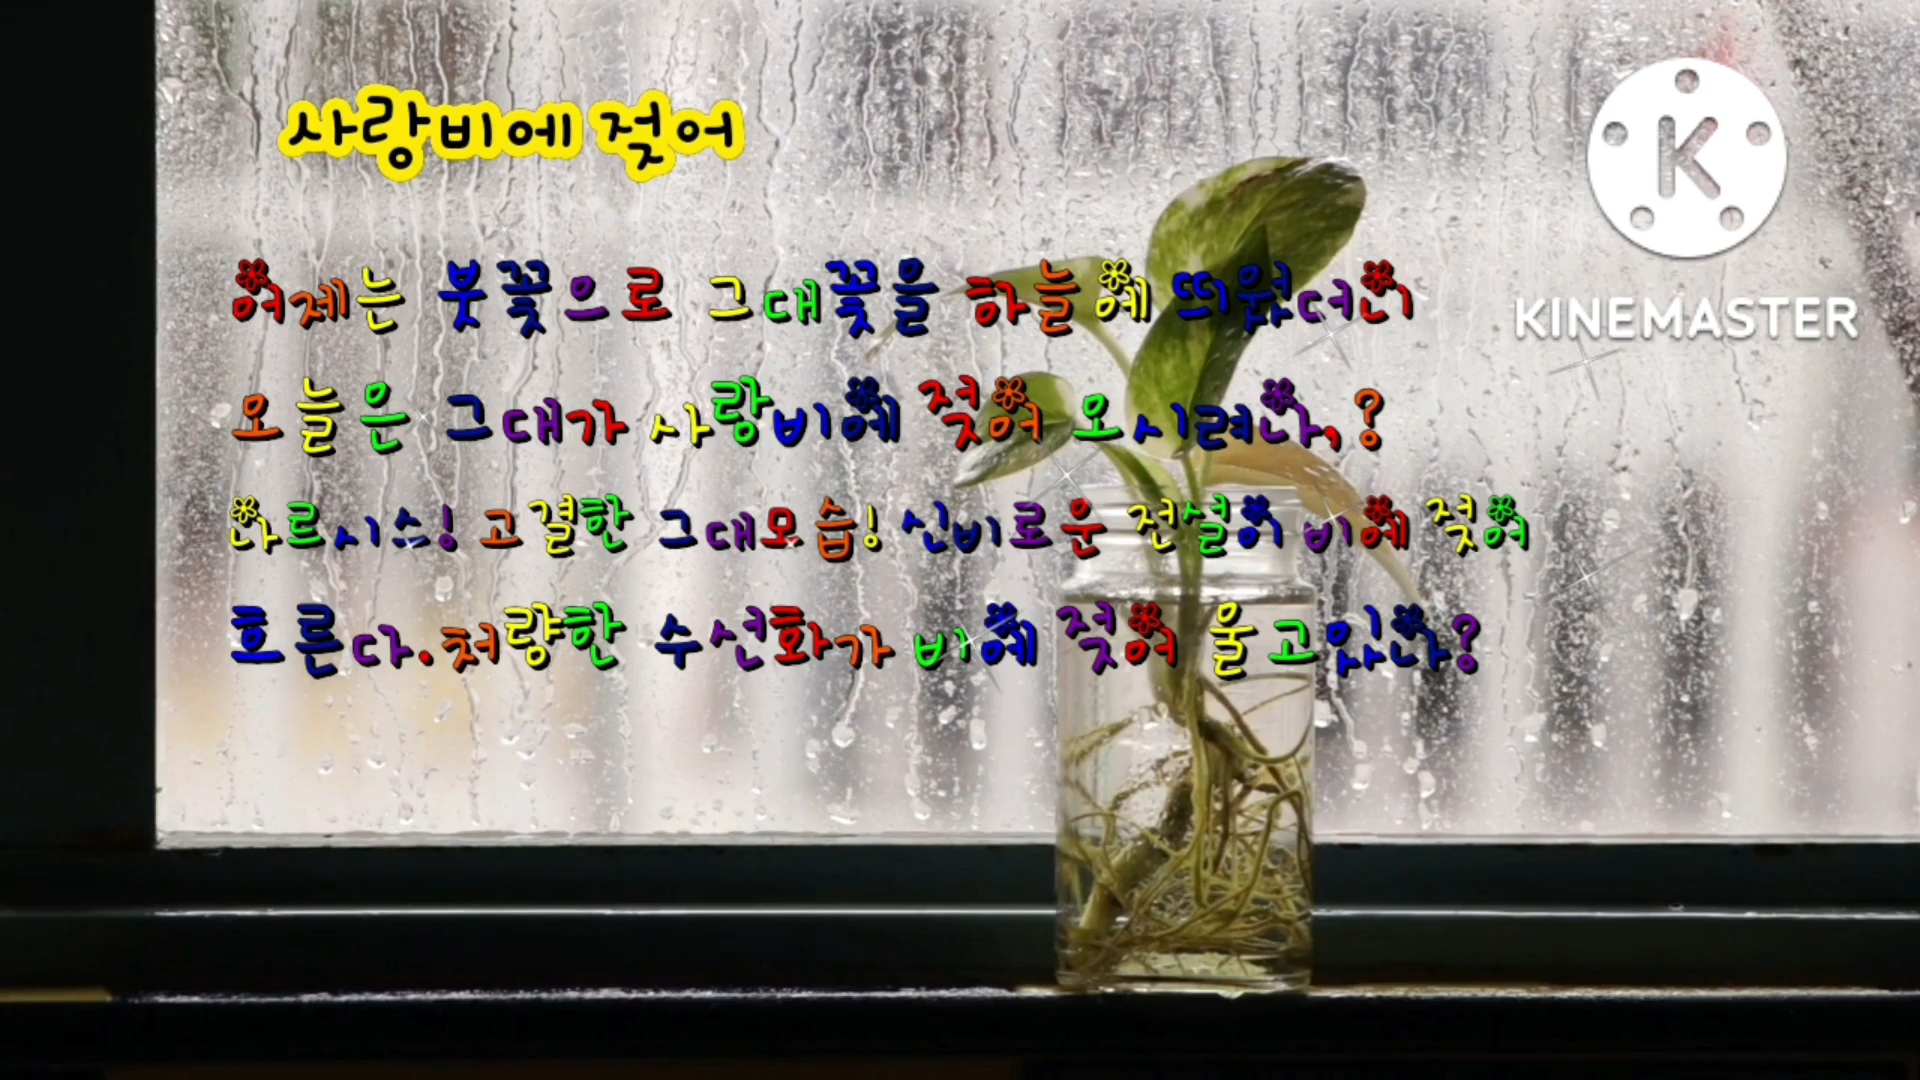 사랑비에 젖어
K
KINEMASTER
어제는 붓꽃으로 그대꽃을 하늘에 띄웠더니
오늘은 그대가 사랑비에 젖어 오시려나,?
나르시스! 고결한 그대모습! 신비로운 전설이 비에 젖어
흐른다.처량한 수선화가 비에 젖어 울고있나?